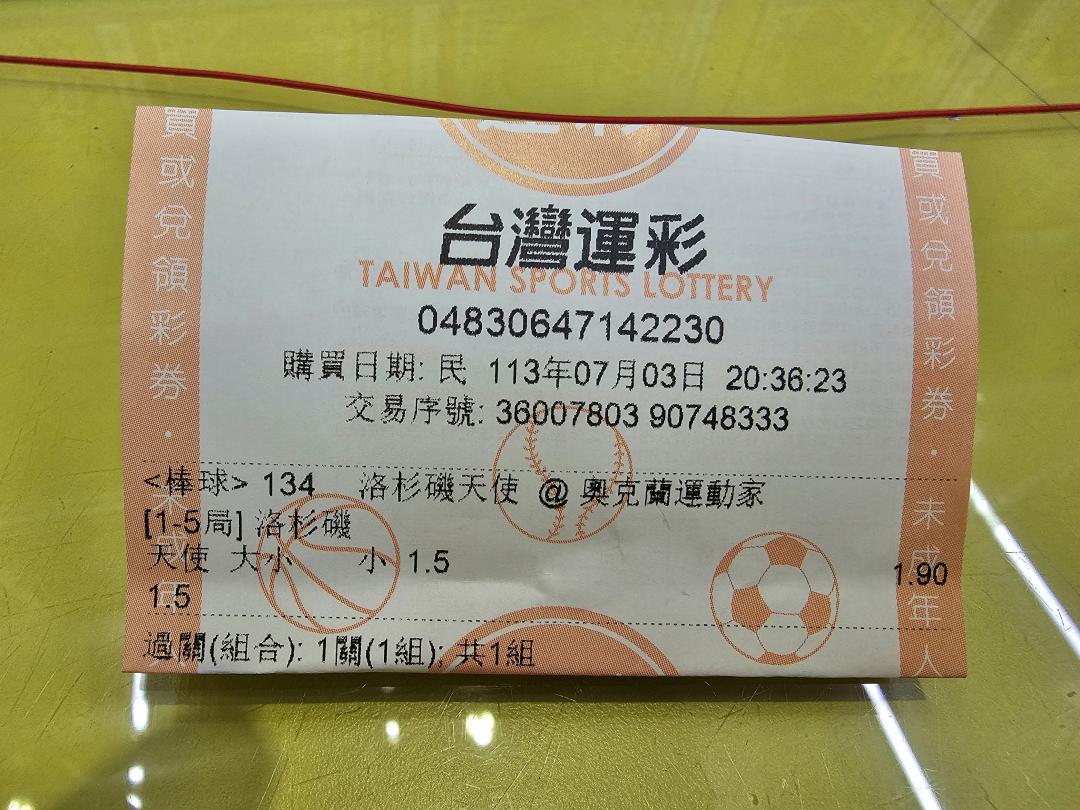 台灣運彩
TAIWAN SPORTS LOTTERY
04830647142230
購買日期: 民 113年07月03日 20:36:23
交易序號: 36007803 90748333
<棒球> 134 洛杉磯天使 @ 奧克蘭運動家
[1-5局] 洛杉磯
天使 大小 小 1.5 1.90
1.5
過關(組合): 1關(1組); 共1組
買或兌領彩券・未成年
買或兌領彩券・未成年人